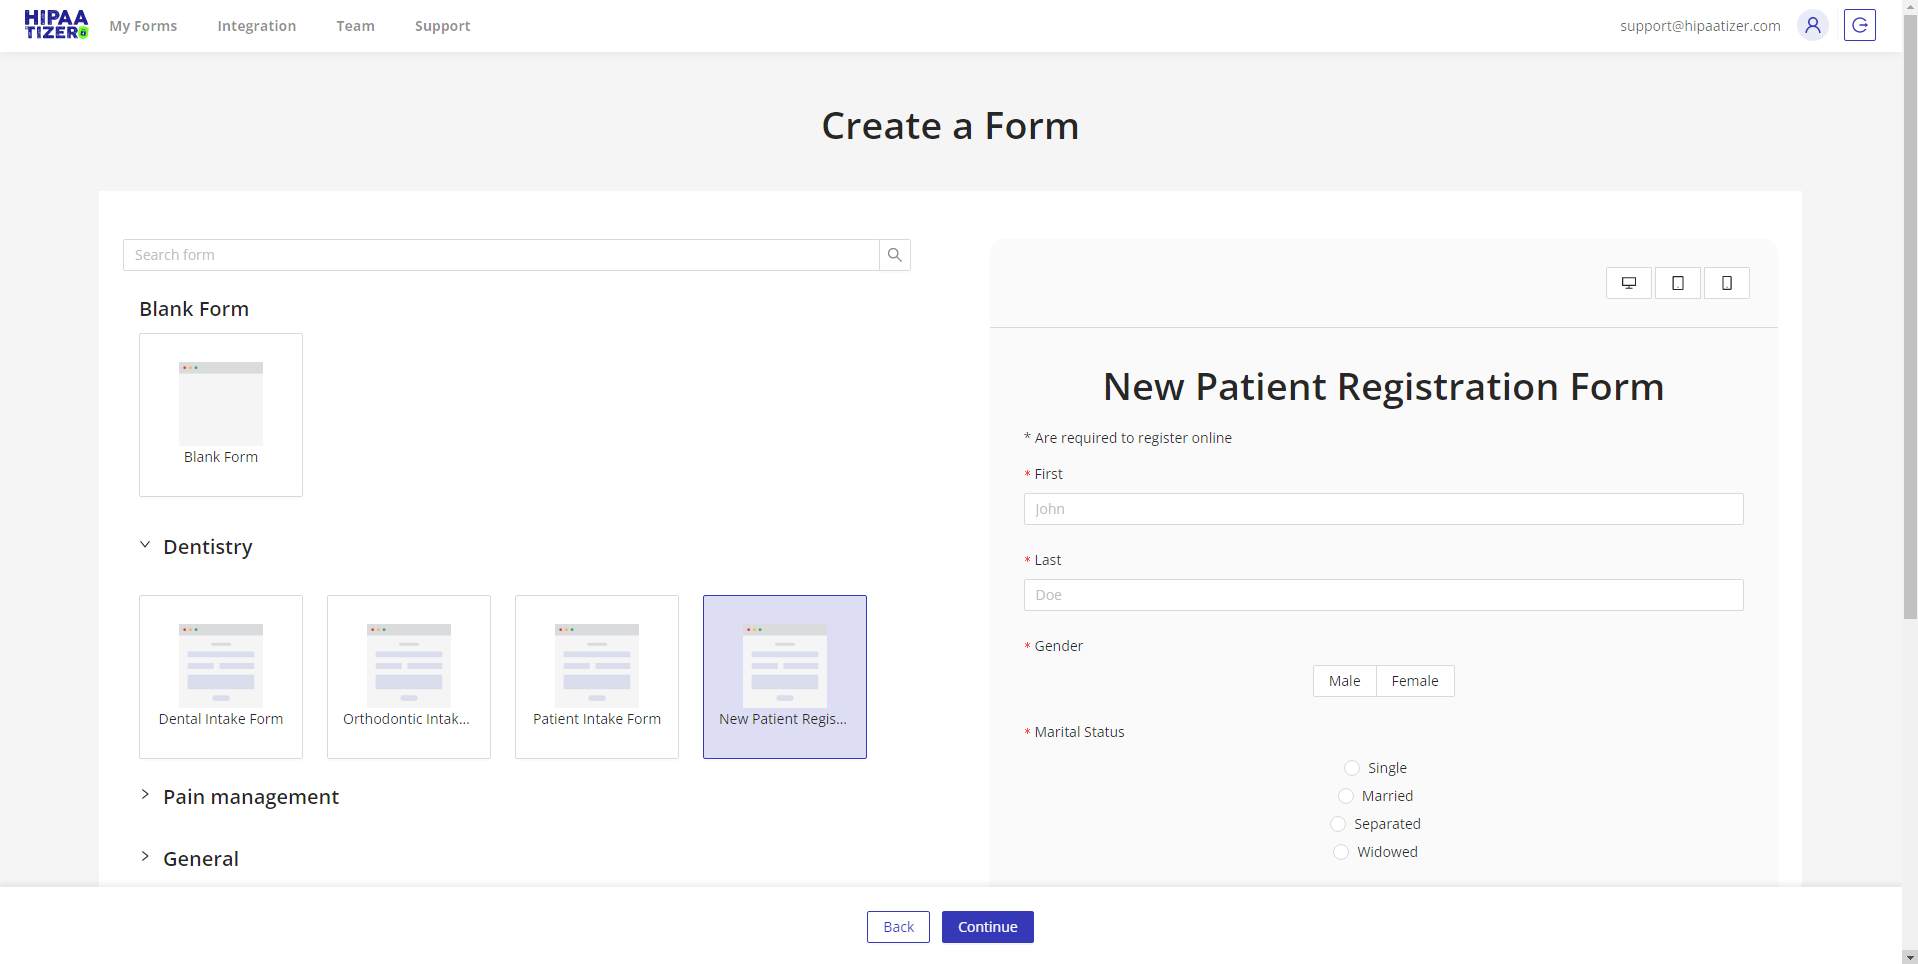 HIPAA
TIZER
My Forms Integration Team Support
support@hipaatizer.com
Create a Form
Search form
Blank Form
Blank Form
Dentistry
Dental Intake Form
Orthodontic Intak...
Patient Intake Form
New Patient Regis...
Pain management
General
New Patient Registration Form
* Are required to register online
* First
John
* Last
Doe
* Gender
Male Female
* Marital Status
Single
Married
Separated
Widowed
Back Continue